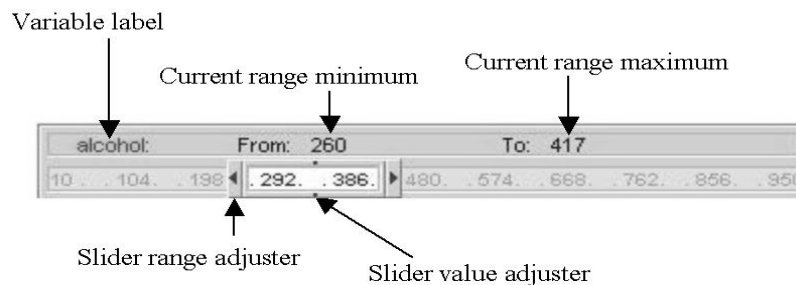 Variable label
Current range minimum
Current range maximum
alcohol: From: 260 To: 417
10 . . .104. . .198 . 292. . .386. .480. . .574. . .668. . .762. . .856. . .950
Slider range adjuster
Slider value adjuster